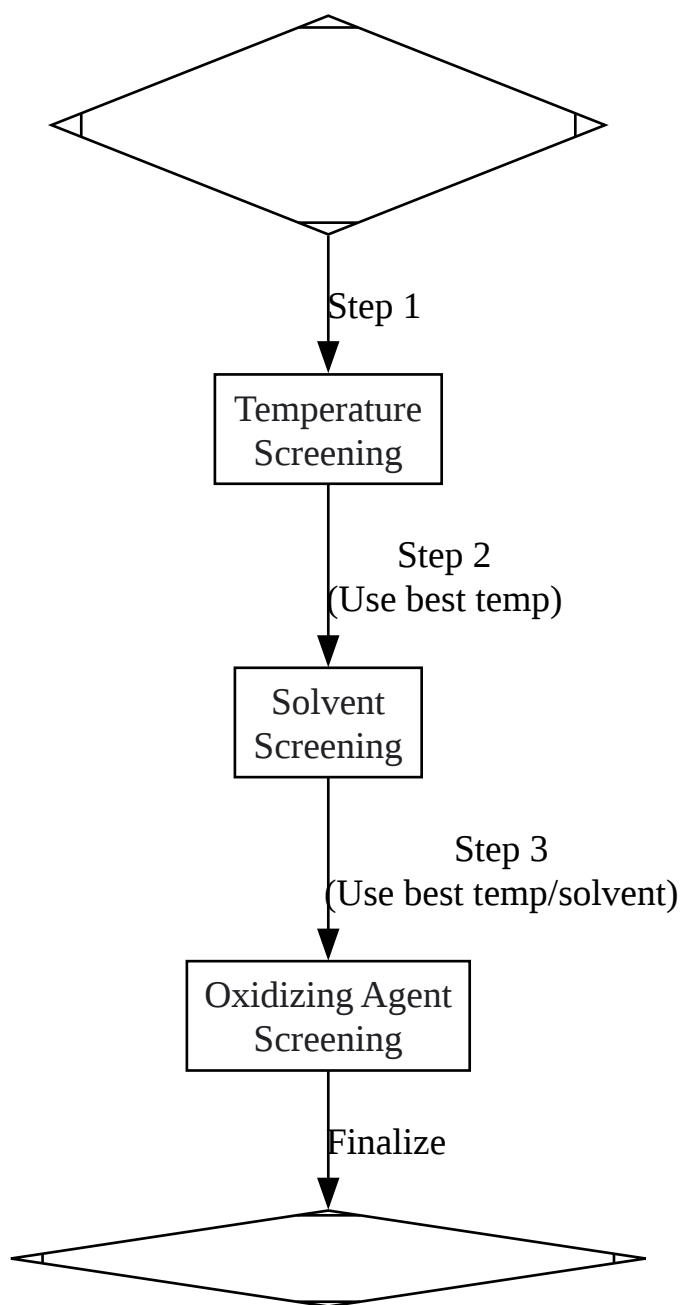 Step 1
Temperature
Screening
Step 2
(Use best temp)
Solvent
Screening
Step 3
(Use best temp/solvent)
Oxidizing Agent
Screening
Finalize